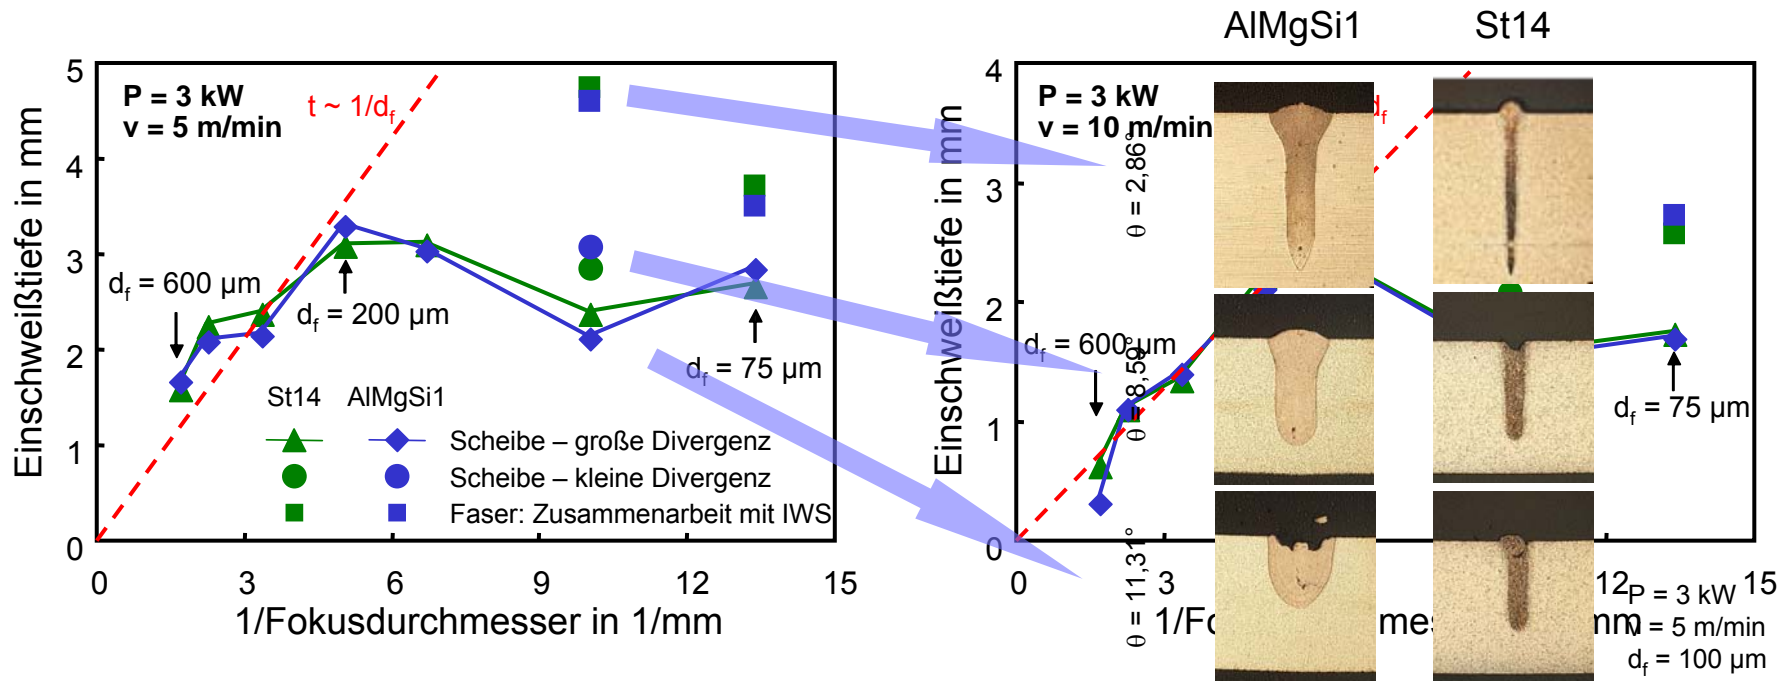 AlMgSi1
St14
5
4
3
2
1
0
0
3
6
9
12
15
Einschweißtiefe in mm
1/Fokusdurchmesser in 1/mm
P = 3 kW
v = 5 m/min
t ~ 1/df
df = 600 µm
df = 200 µm
df = 75 µm
St14 AlMgSi1
Scheibe – große Divergenz
Scheibe – kleine Divergenz
Faser: Zusammenarbeit mit IWS
4
3
2
1
0
0
3
12
15
Einschweißtiefe in mm
P = 3 kW
v = 10 m/min
df
df = 600 µm
df = 75 µm
θ = 2,86°
θ = 8,59°
θ = 11,31°
P = 3 kW
v = 5 m/min
df = 100 µm